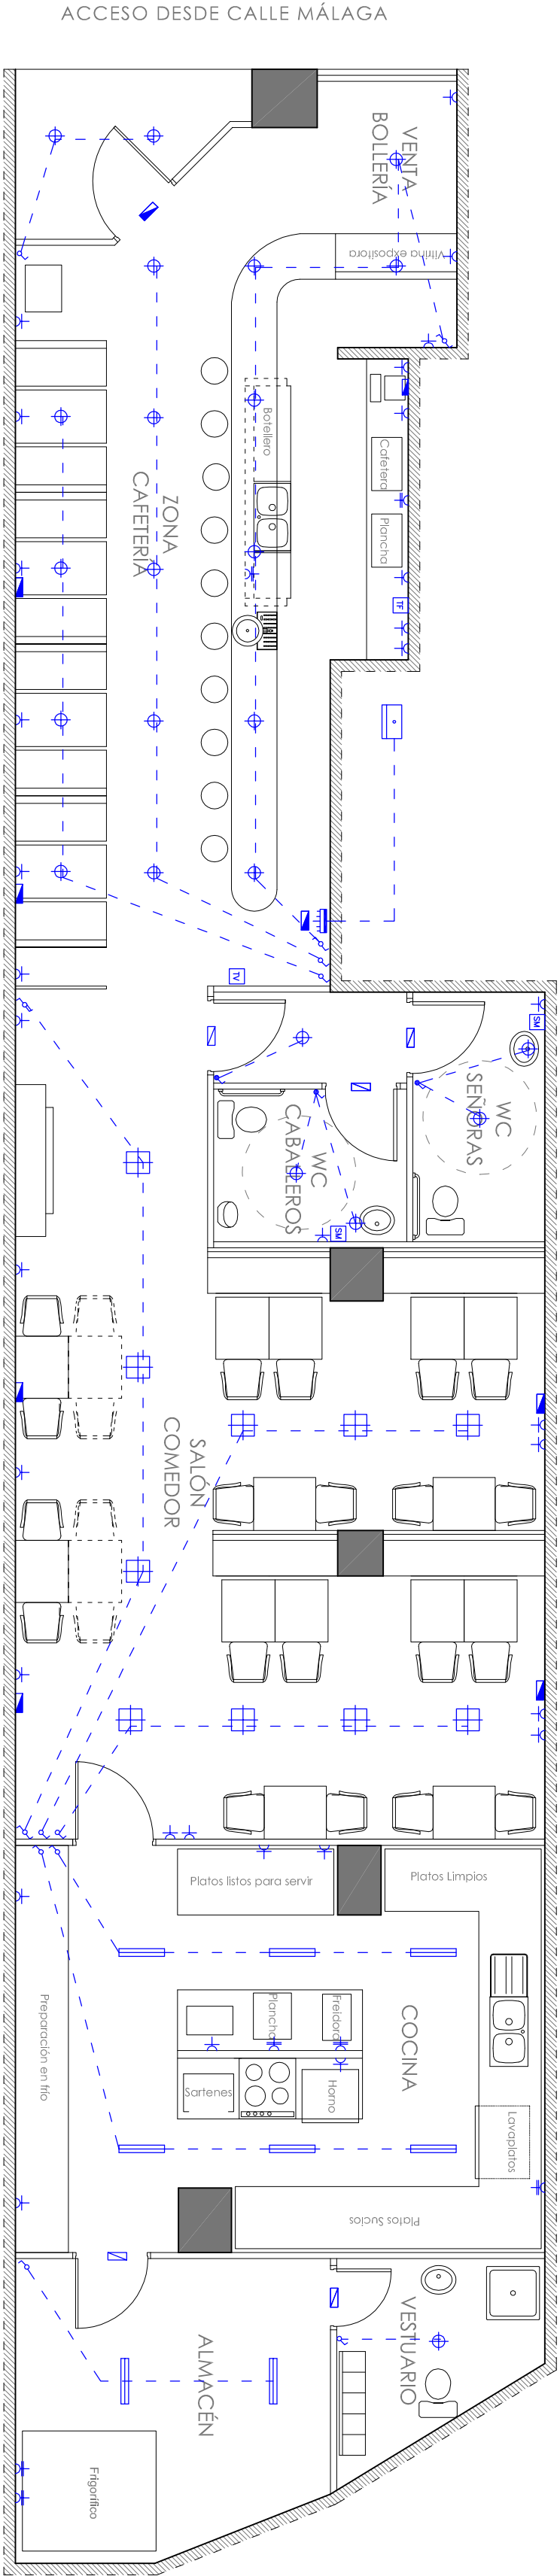 ACCESO DESDE CALLE MÁLAGA
VENTA
BOLLERÍA
Vitrina expositora
Botellero
Cafetera
Plancha
ZONA
CAFETERÍA
TF
TV
SM
WC
SEÑORAS
WC
CABALLEROS
SM
SALÓN
COMEDOR
Platos listos para servir
Platos Limpios
Preparación en frio
Plancha
Freidora
COCINA
Sartenes
Horno
Lavaplatos
Platos Sucios
ALMACÉN
VESTUARIO
Frigorífico